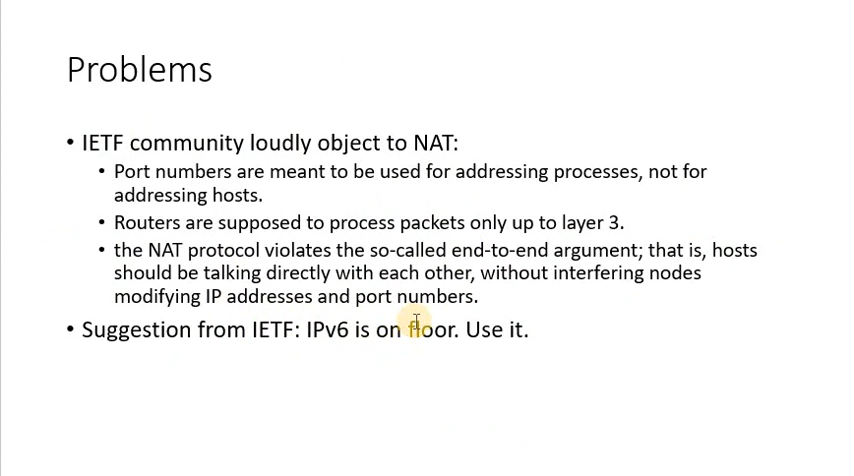 Problems
• IETF community loudly object to NAT:
• Port numbers are meant to be used for addressing processes, not for
addressing hosts.
• Routers are supposed to process packets only up to layer 3.
• the NAT protocol violates the so-called end-to-end argument; that is, hosts
should be talking directly with each other, without interfering nodes
modifying IP addresses and port numbers.
• Suggestion from IETF: IPv6 is on floor. Use it.